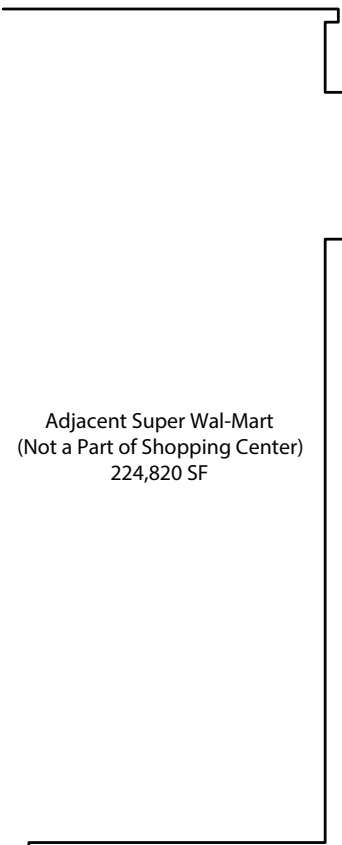 Adjacent Super Wal-Mart
(Not a Part of Shopping Center)
224,820 SF